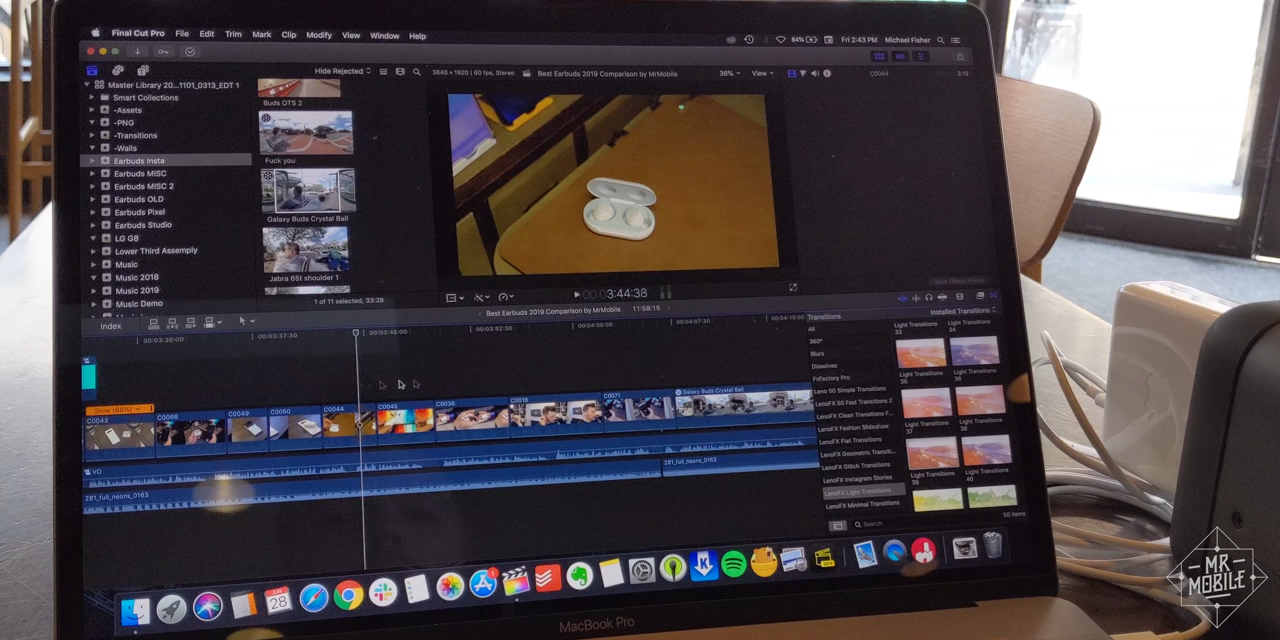 Final Cut Pro File Edit Trim Mark Clip Modify View Window Help
84% Fri 2:43 PM Michael Fisher
Hide Rejected
3840 × 1920 | 60 fps, Stereo
Best Earbuds 2019 Comparison by MrMobile
36% View
C0044
3:19
Master Library 20...1101_0313_EDT 1
Smart Collections
-Assets
-PNG
-Transitions
-Walls
Earbuds Insta
Earbuds MISC
Earbuds MISC 2
Earbuds OLD
Earbuds Pixel
Earbuds Studio
LG G8
Lower Third Assembly
Music
Music 2018
Music 2019
Music Demo
Buds OTS 2
Fuck you
Galaxy Buds Crystal Ball
Jabra 65t shoulder 1
1 of 11 selected, 33:28
00:03:44:38
Index
Best Earbuds 2019 Comparison by MrMobile
11:58:15
00:03:30:00
00:03:37:30
00:03:45:00
00:03:52:30
00:04:00:00
00:04:07:30
00:04:15:00
Slow (68%)
C0043
C0066
C0049
C0050
C0044
C0045
C0036
C0018
C0071
Galaxy Buds Crystal Ball
VO
281_full_neons_0163
281_full_neons_0163
Transitions
Installed Transitions
All
360°
Blurs
Dissolves
FxFactory Pro
Leno 50 Simple Transitions
LenoFX 50 Fast Transitions 2
LenoFX Clean Transitions F...
LenoFX Fashion Slideshow
LenoFX Flat Transitions
LenoFX Geometric Transiti...
LenoFX Glitch Transitions
LenoFX Instagram Stories
LenoFX Light Transitions
LenoFX Minimal Transitions
Light Transitions 33
Light Transitions 34
Light Transitions 35
Light Transitions 36
Light Transitions 37
Light Transitions 38
Light Transitions 39
Light Transitions 40
Search
50 items
JUN
28
MacBook Pro
MR
MOBILE